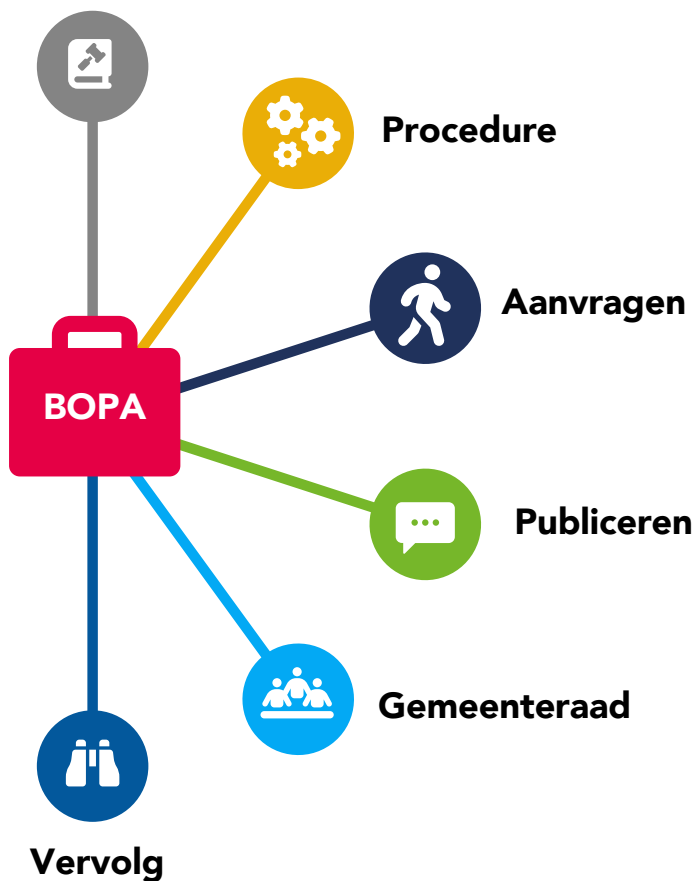 Procedure
Aanvragen
BOPA
Publiceren
Gemeenteraad
Vervolg